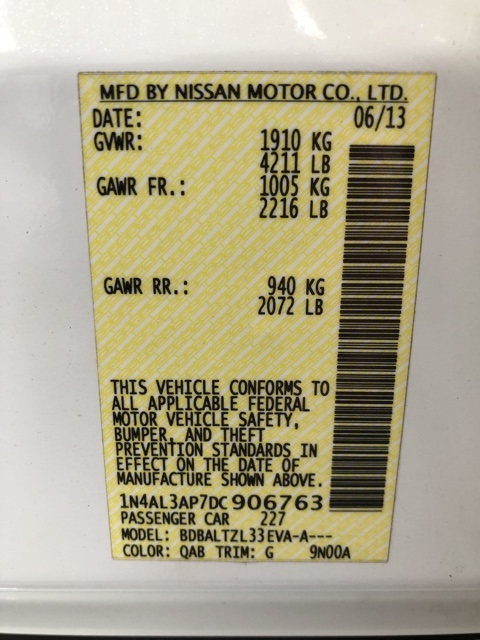 MFD BY NISSAN MOTOR CO., LTD.
DATE: 06/13
GVWR: 1910 KG
4211 LB
GAWR FR.: 1005 KG
2216 LB
GAWR RR.: 940 KG
2072 LB
THIS VEHICLE CONFORMS TO
ALL APPLICABLE FEDERAL
MOTOR VEHICLE SAFETY,
BUMPER, AND THEFT
PREVENTION STANDARDS IN
EFFECT ON THE DATE OF
MANUFACTURE SHOWN ABOVE.
1N4AL3AP7DC906763
PASSENGER CAR 227
MODEL: BDBALTZL33EVA-A---
COLOR: QAB TRIM: G 9N00A